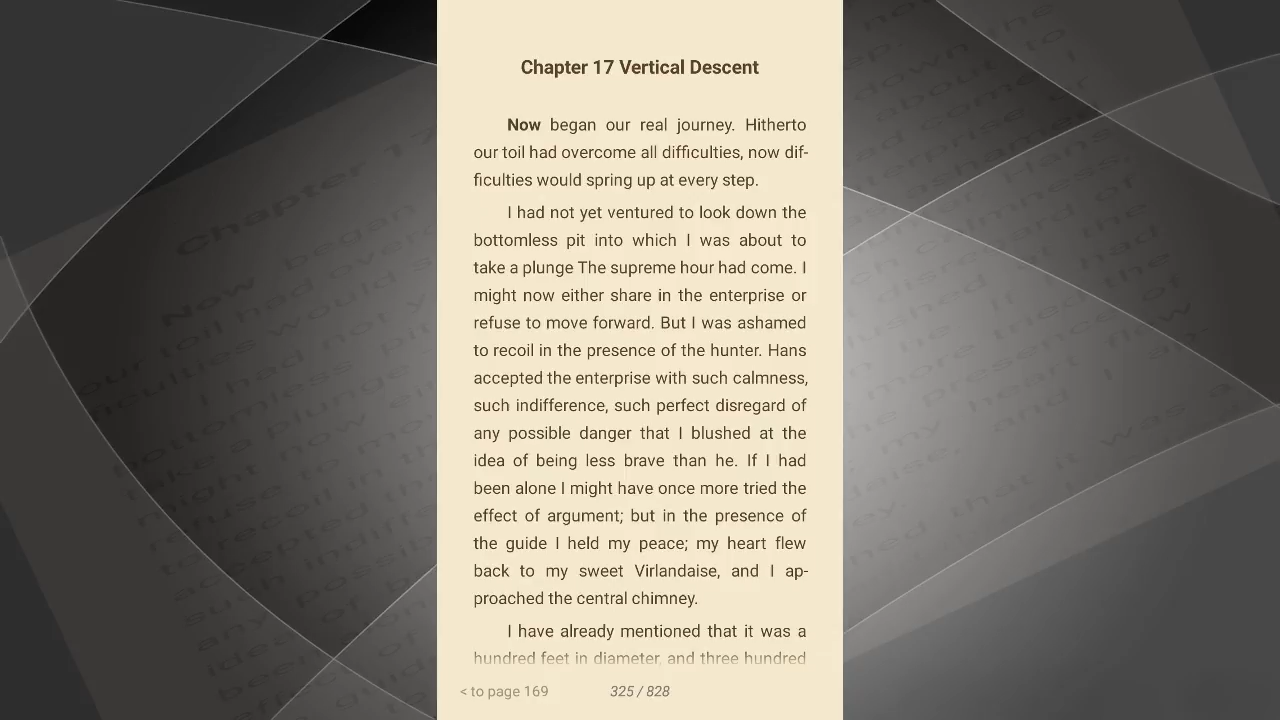 Chapter 17 Vertical Descent
Now began our real journey. Hitherto
our toil had overcome all difficulties, now dif-
ficulties would spring up at every step.
I had not yet ventured to look down the
bottomless pit into which I was about to
take a plunge The supreme hour had come. I
might now either share in the enterprise or
refuse to move forward. But I was ashamed
to recoil in the presence of the hunter. Hans
accepted the enterprise with such calmness,
such indifference, such perfect disregard of
any possible danger that I blushed at the
idea of being less brave than he. If I had
been alone I might have once more tried the
effect of argument; but in the presence of
the guide I held my peace; my heart flew
back to my sweet Virlandaise, and I ap-
proached the central chimney.
I have already mentioned that it was a
hundred feet in diameter, and three hundred
< to page 169
325 / 828